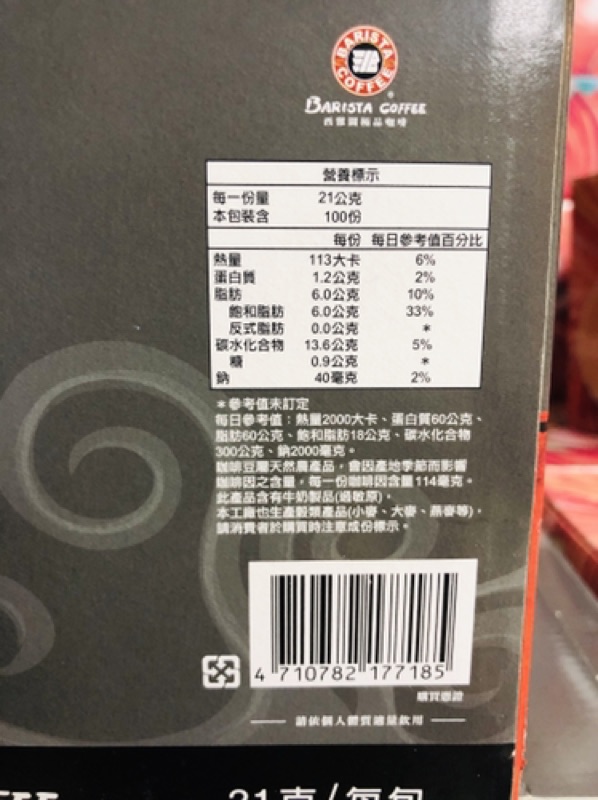 BARISTA
COFFEE
BARISTA COFFEE
西雅圖極品咖啡
營養標示
每一份量 21公克
本包裝含 100份
每份 每日參考值百分比
熱量 113大卡 6%
蛋白質 1.2公克 2%
脂肪 6.0公克 10%
飽和脂肪 6.0公克 33%
反式脂肪 0.0公克 *
碳水化合物 13.6公克 5%
糖 0.9公克 *
鈉 40毫克 2%
*參考值未訂定
每日參考值：熱量2000大卡、蛋白質60公克、
脂肪60公克、飽和脂肪18公克、碳水化合物
300公克、鈉2000毫克。
咖啡豆屬天然農產品，會因產地季節而影響
咖啡因之含量，每一份咖啡因含量114毫克。
此產品含有牛奶製品(過敏原)，
本工廠也生產穀類產品(小麥、大麥、燕麥等)，
請消費者於購買時注意成份標示。
4 710782 177185
購買憑證
請依個人體質適量飲用
21克/每包